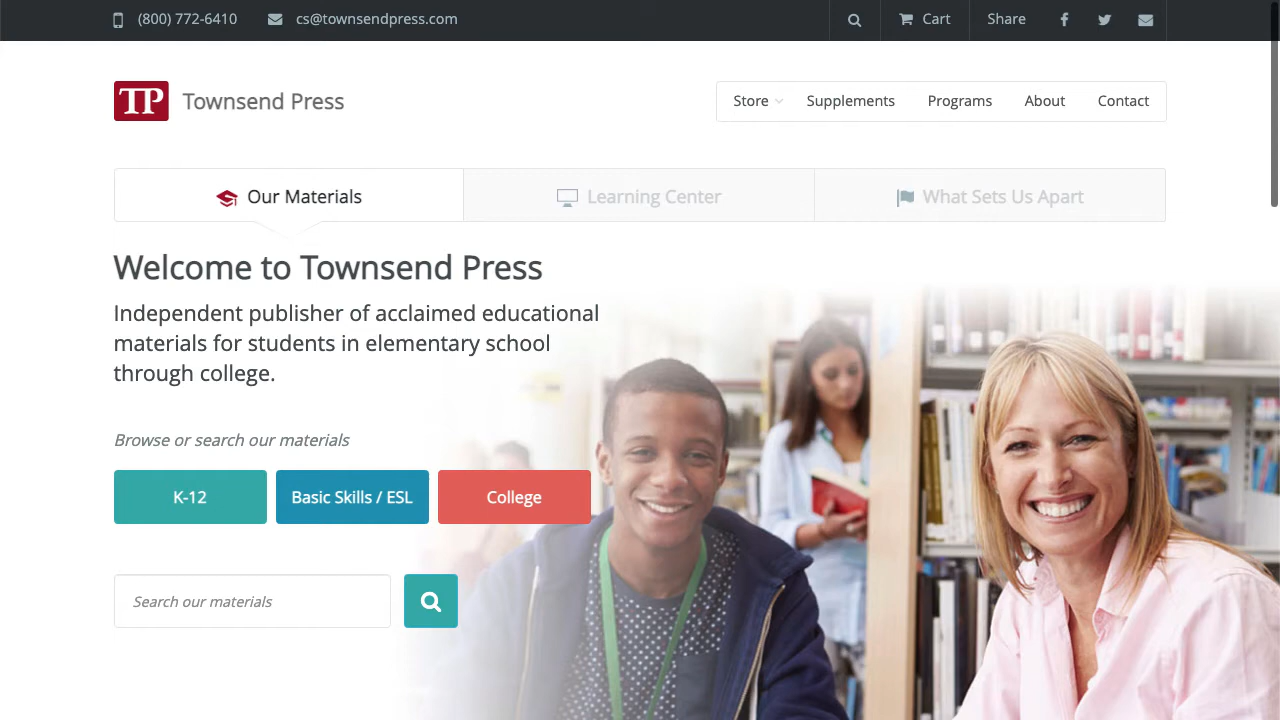 (800) 772-6410 cs@townsendpress.com Cart Share
TP Townsend Press
Store Supplements Programs About Contact
Our Materials Learning Center What Sets Us Apart
Welcome to Townsend Press
Independent publisher of acclaimed educational
materials for students in elementary school
through college.
Browse or search our materials
K-12 Basic Skills / ESL College
Search our materials